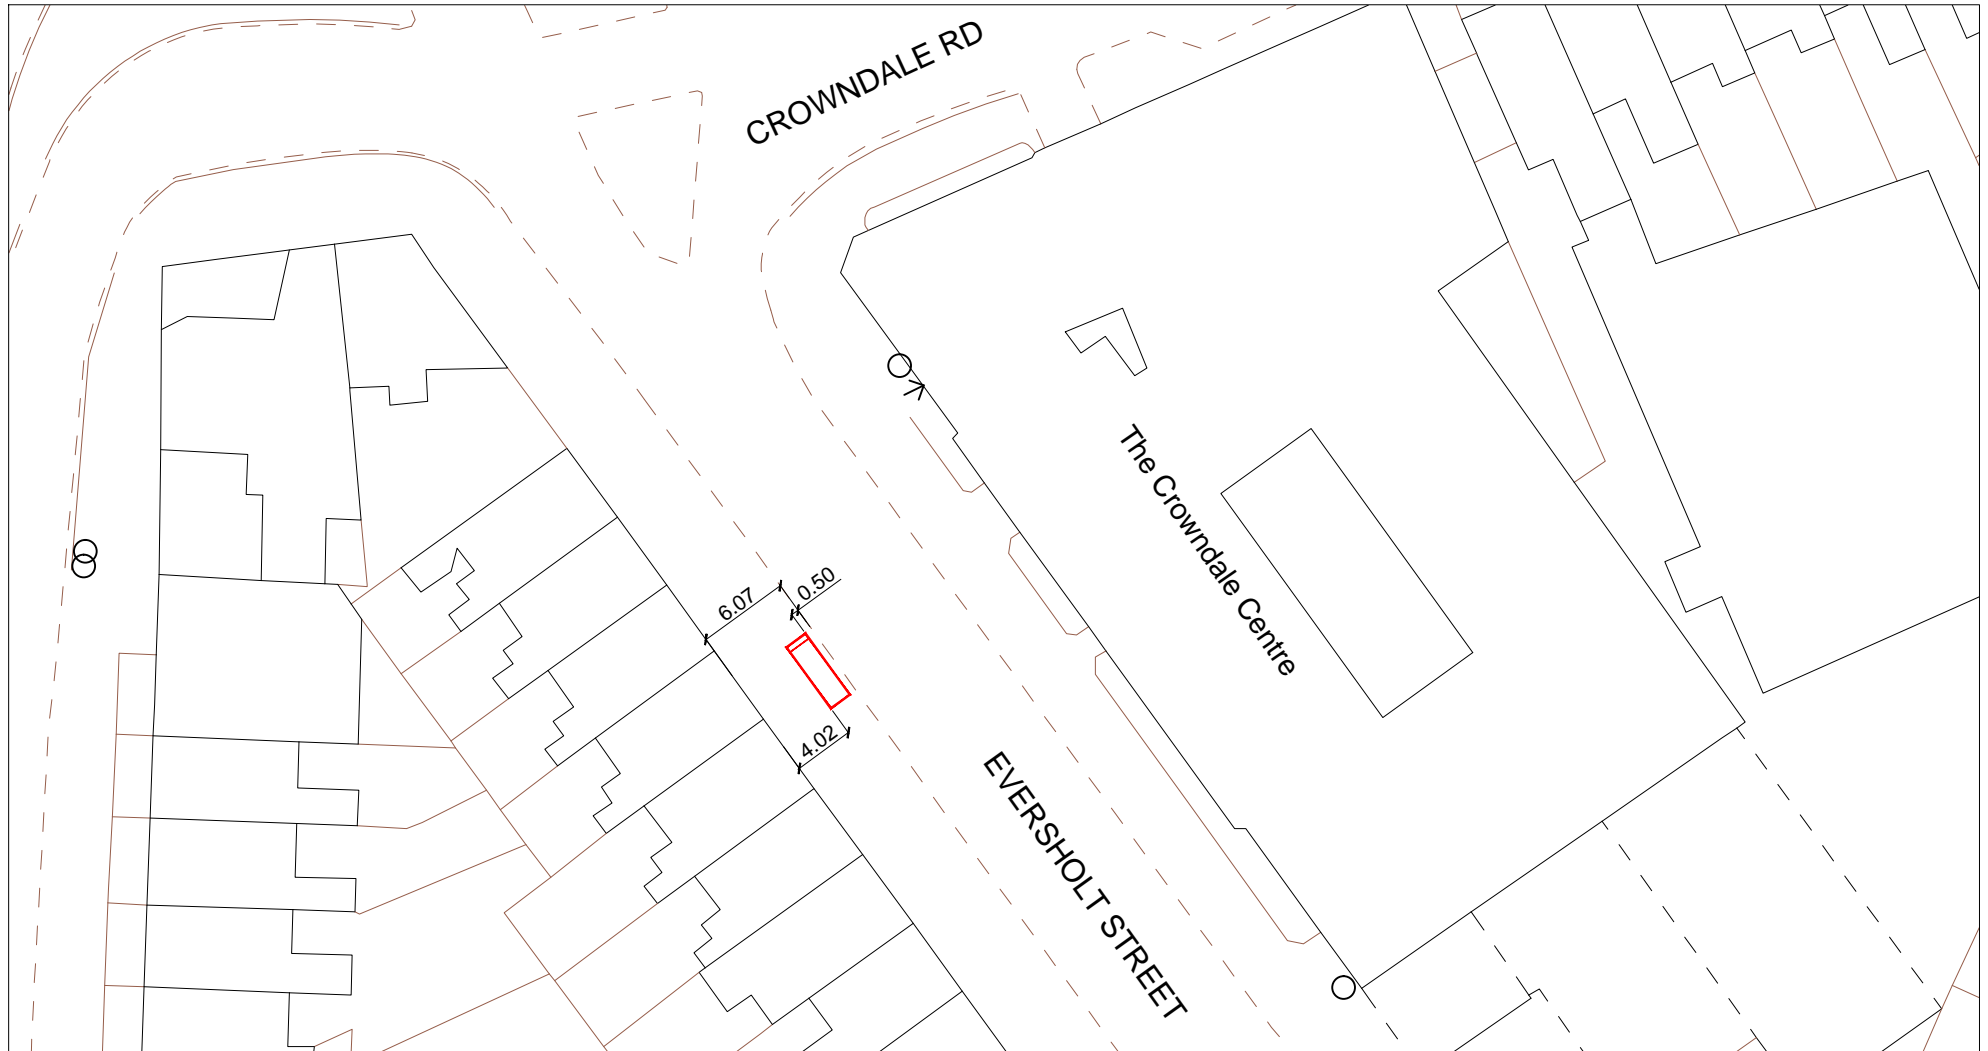 CROWNDALE RD
The Crowndale Centre
6.07
0.50
4.02
EVERSHOLT STREET